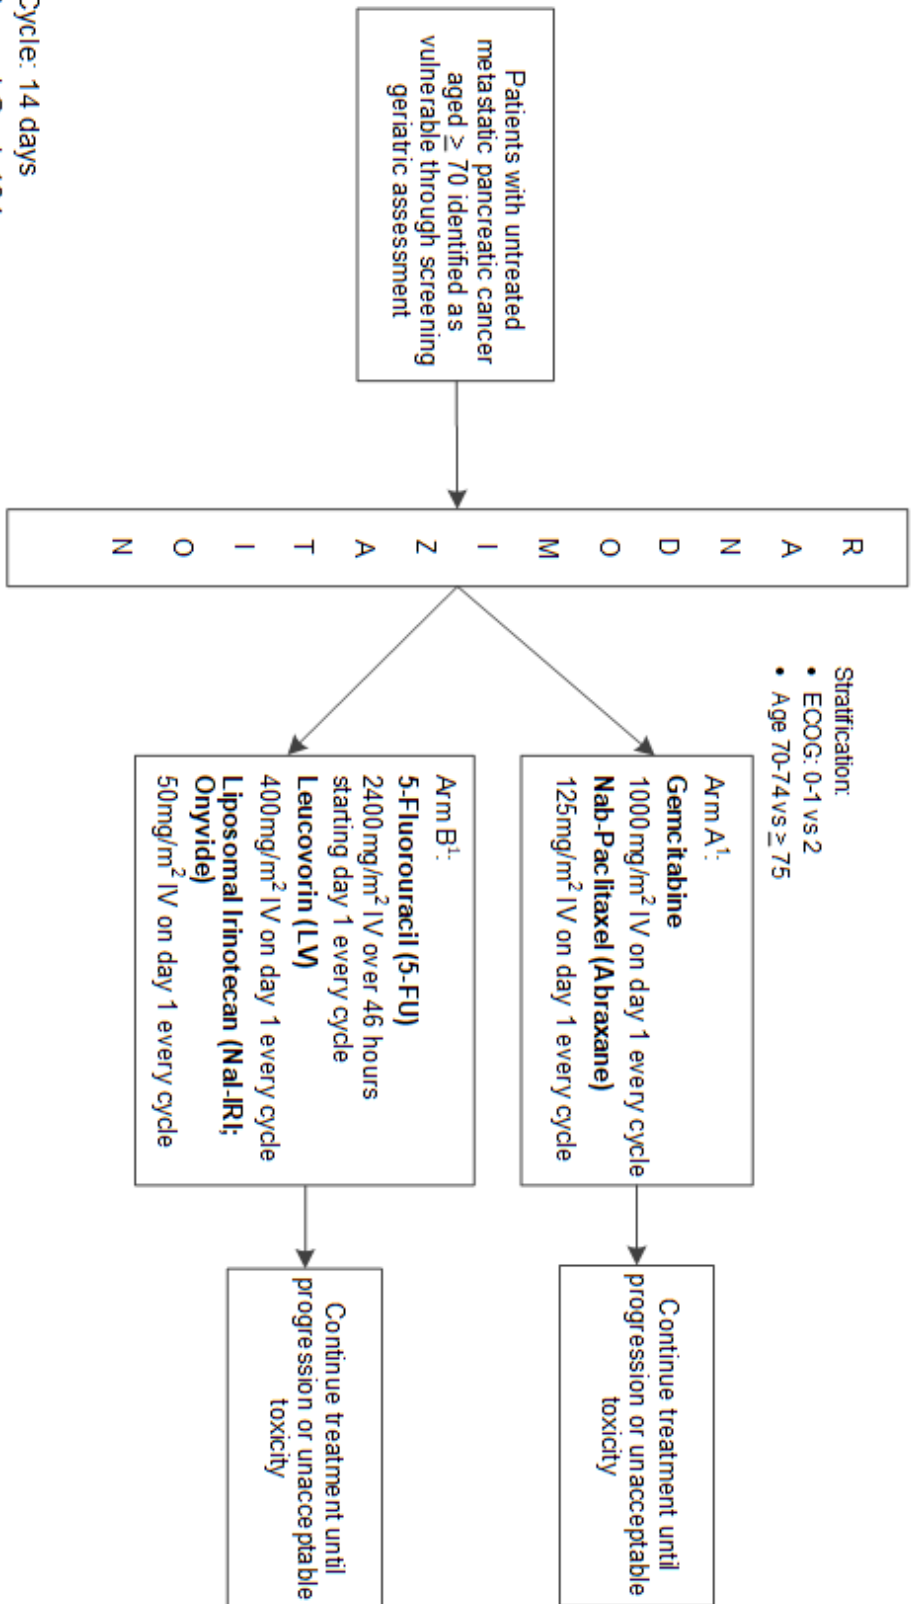 Patients with untreated
metastatic pancreatic cancer
aged ≥ 70 identified as
vulnerable through screening
geriatric assessment
R
A
N
D
O
M
I
Z
A
T
I
O
N
Stratification:
• ECOG: 0-1 vs 2
• Age 70-74 vs ≥ 75
Arm A¹:
Gemcitabine
1000mg/m² IV on day 1 every cycle
Nab-Paclitaxel (Abraxane)
125mg/m² IV on day 1 every cycle
Continue treatment until
progression or unacceptable
toxicity
Arm B¹:
5-Fluorouracil (5-FU)
2400mg/m² IV over 46 hours
starting day 1 every cycle
Leucovorin (LV)
400mg/m² IV on day 1 every cycle
Liposomal Irinotecan (Nal-IRI;
Onyvide)
50mg/m² IV on day 1 every cycle
Continue treatment until
progression or unacceptable
toxicity
Cycle: 14 days